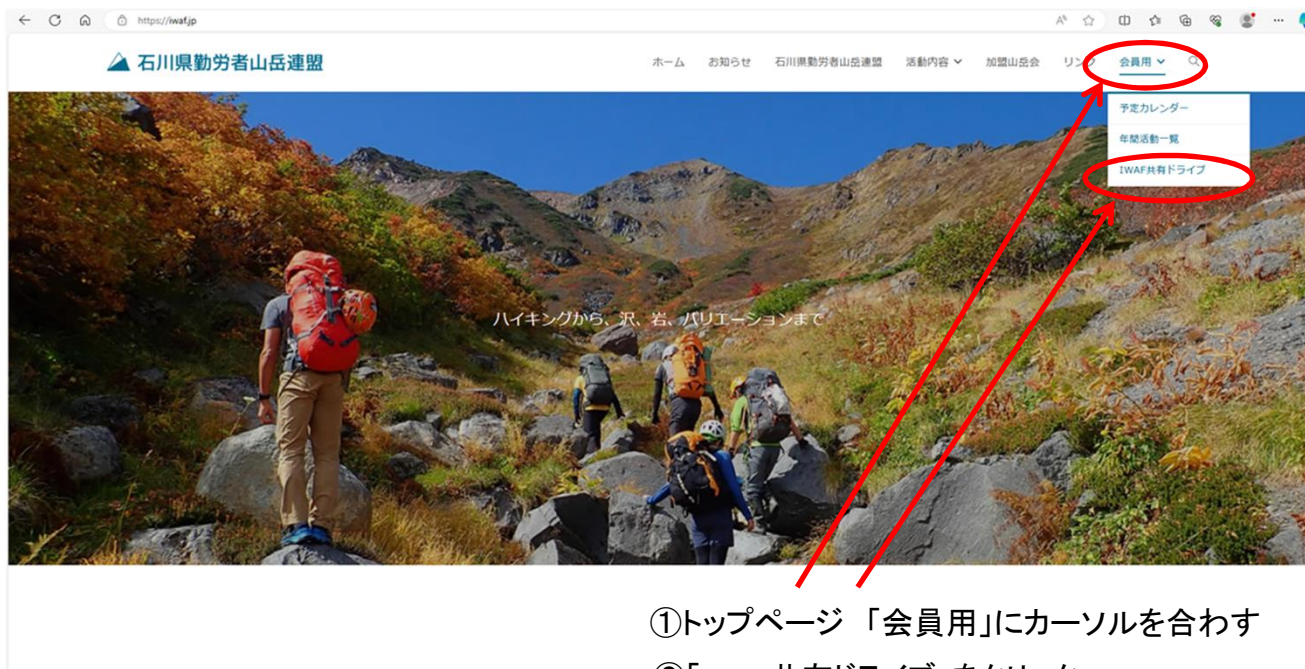 https://iwaf.jp
石川県勤労者山岳連盟
ホーム お知らせ 石川県勤労者山岳連盟 活動内容 加盟山岳会 リンク 会員用
予定カレンダー
年間活動一覧
IWAF共有ドライブ
ハイキングから、沢、岩、バリエーションまで
①トップページ 「会員用」にカーソルを合わす